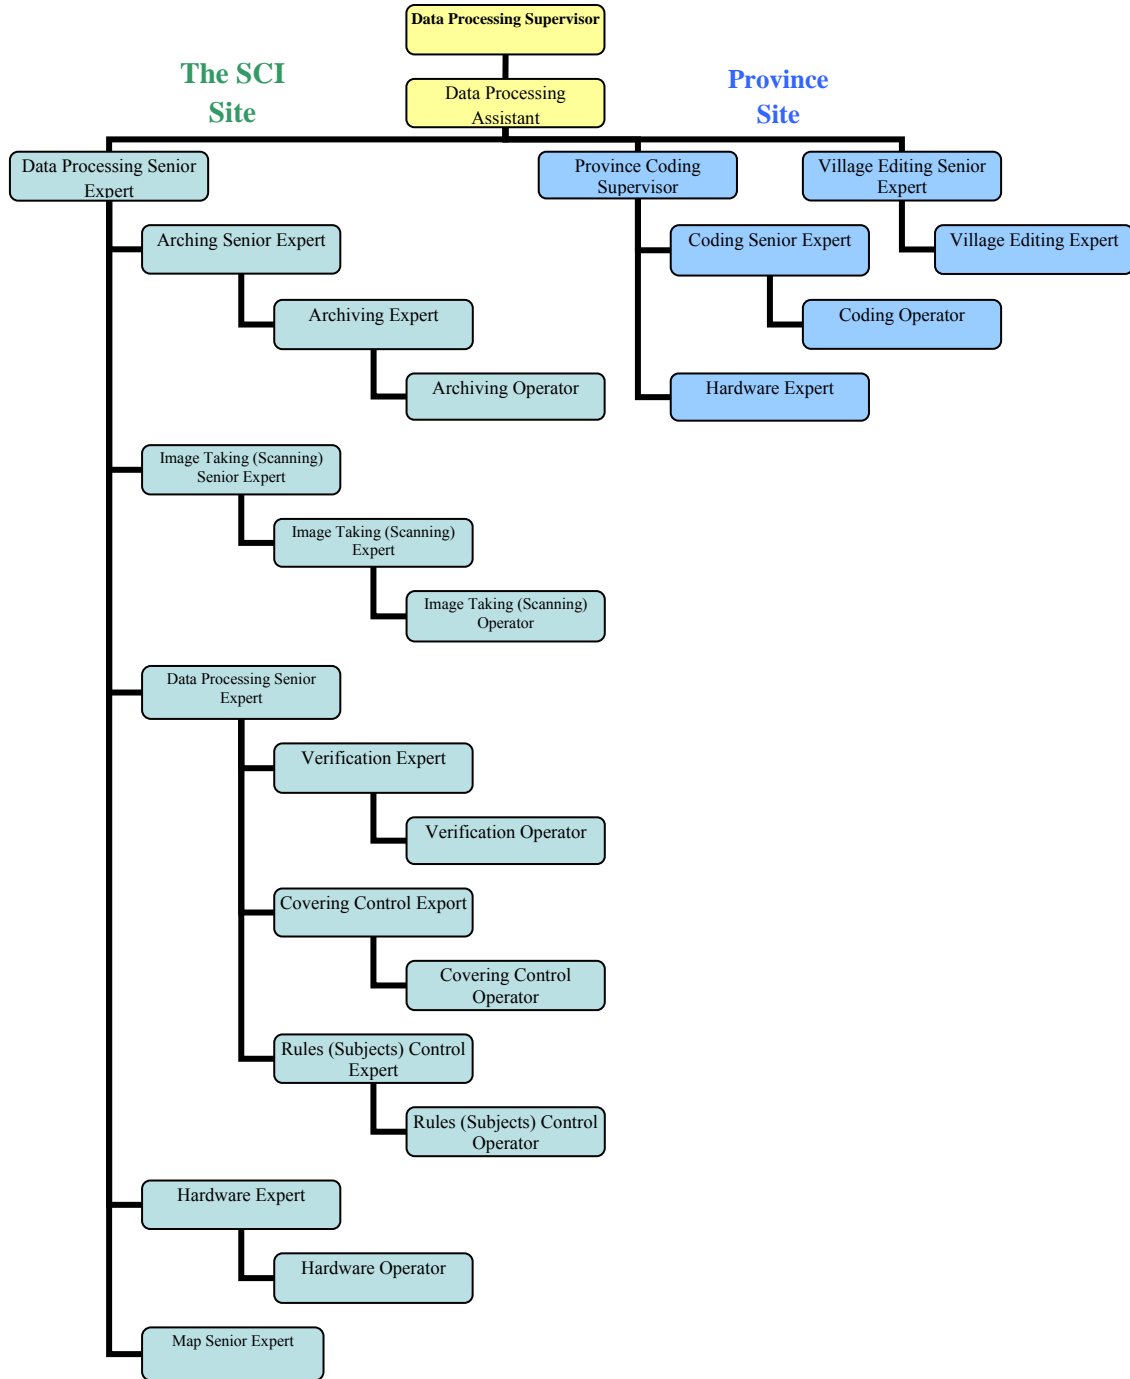 Data Processing Supervisor
The SCI
Site
Data Processing
Assistant
Province
Site
Data Processing Senior
Expert
Province Coding
Supervisor
Village Editing Senior
Expert
Arching Senior Expert
Coding Senior Expert
Village Editing Expert
Archiving Expert
Coding Operator
Archiving Operator
Hardware Expert
Image Taking (Scanning)
Senior Expert
Image Taking (Scanning)
Expert
Image Taking (Scanning)
Operator
Data Processing Senior
Expert
Verification Expert
Verification Operator
Covering Control Export
Covering Control
Operator
Rules (Subjects) Control
Expert
Rules (Subjects) Control
Operator
Hardware Expert
Hardware Operator
Map Senior Expert